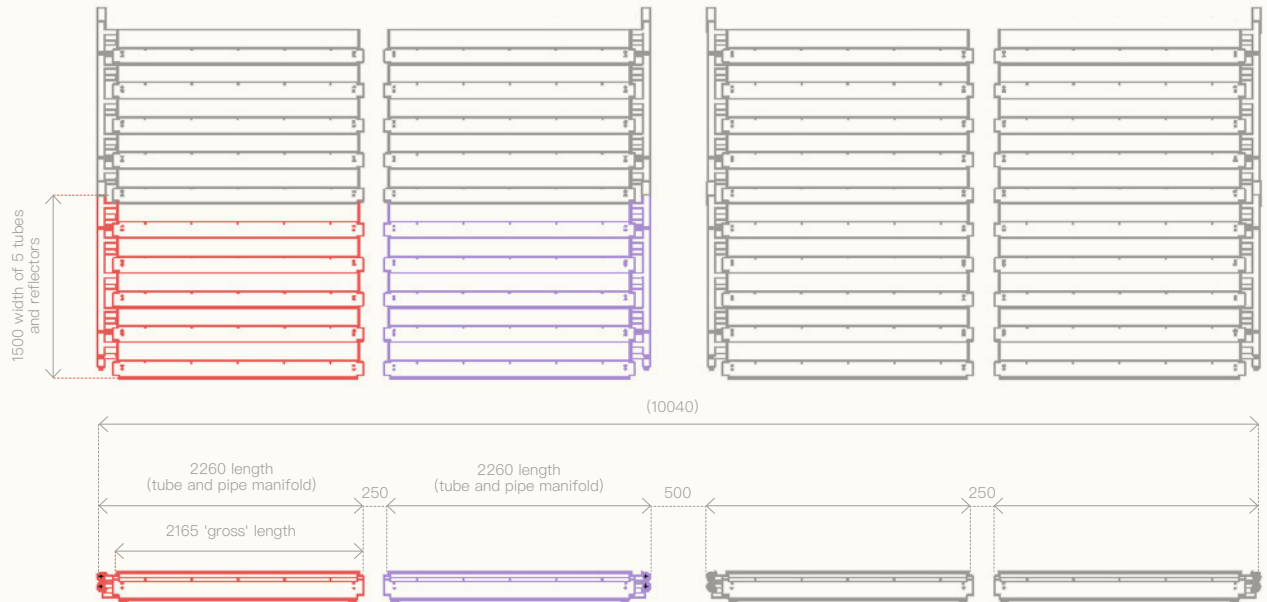 1500 width of 5 tubes
and reflectors
(10040)
2260 length
(tube and pipe manifold)
250
2260 length
(tube and pipe manifold)
500
250
2165 'gross' length